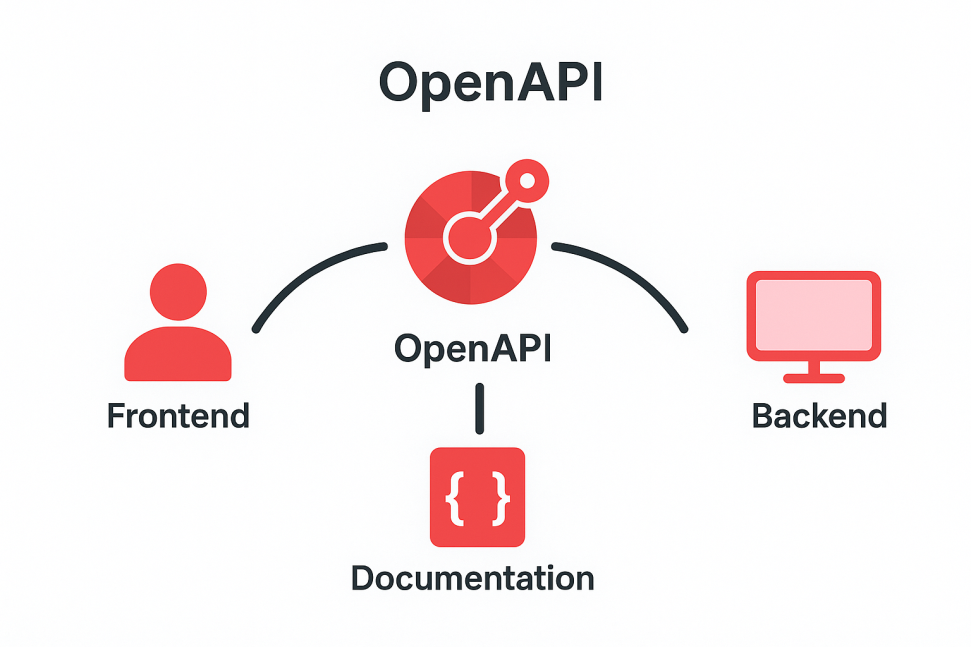 OpenAPI
OpenAPI
Frontend
Backend
{ }
Documentation